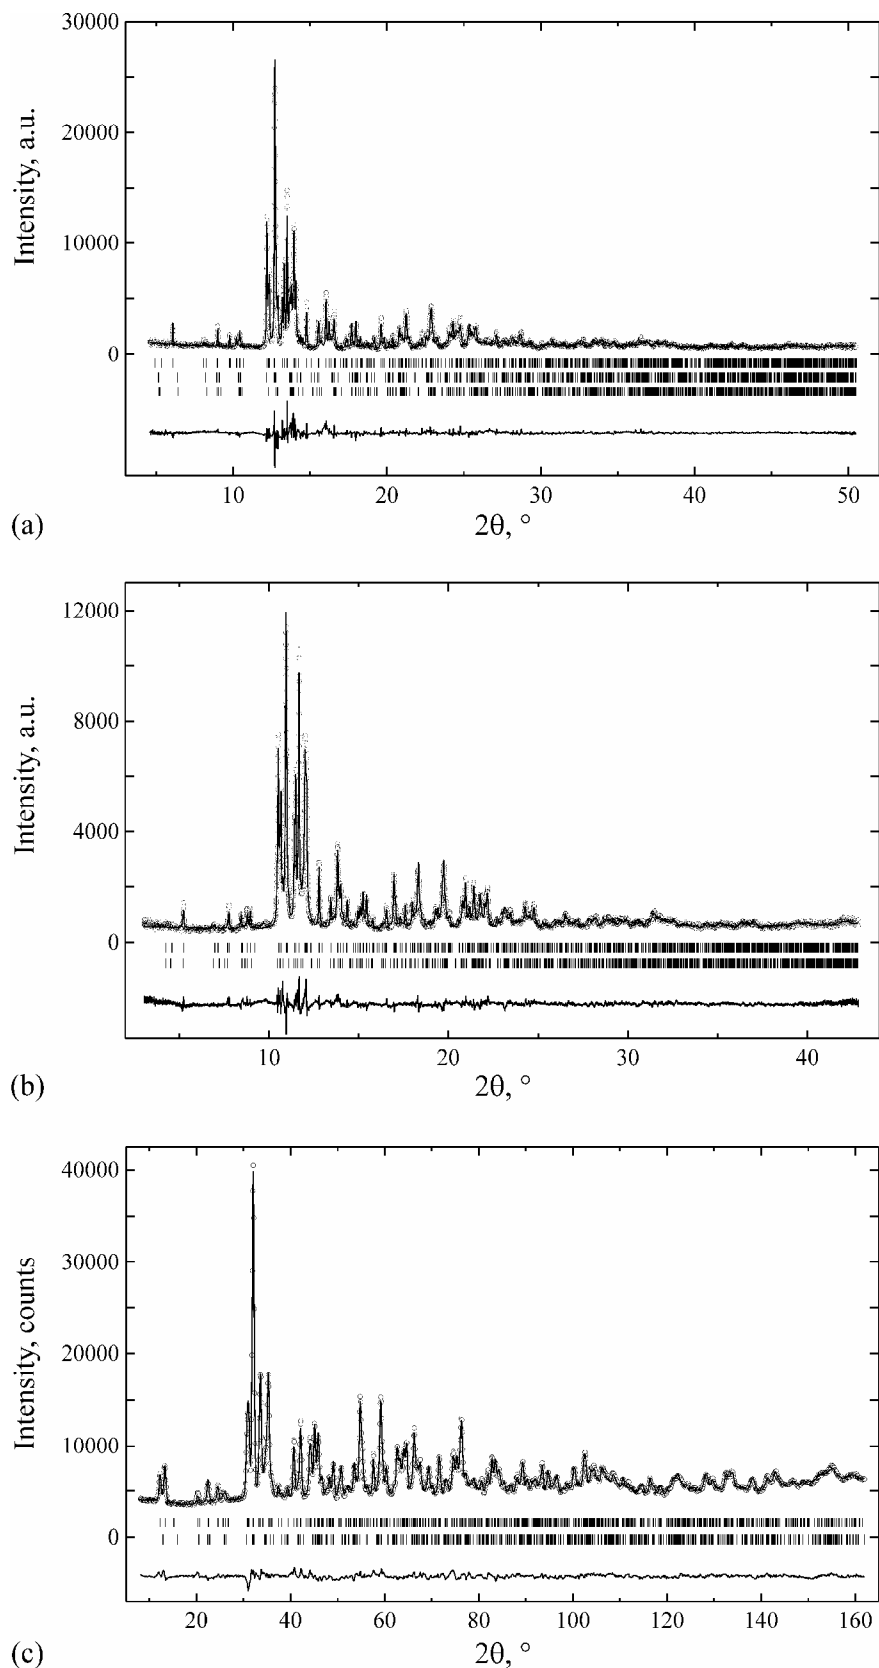 30000
20000
10000
0
Intensity, a.u.
10 20 30 40 50
(a) 2θ, °
12000
8000
4000
0
Intensity, a.u.
10 20 30 40
(b) 2θ, °
40000
30000
20000
10000
0
Intensity, counts
20 40 60 80 100 120 140 160
(c) 2θ, °